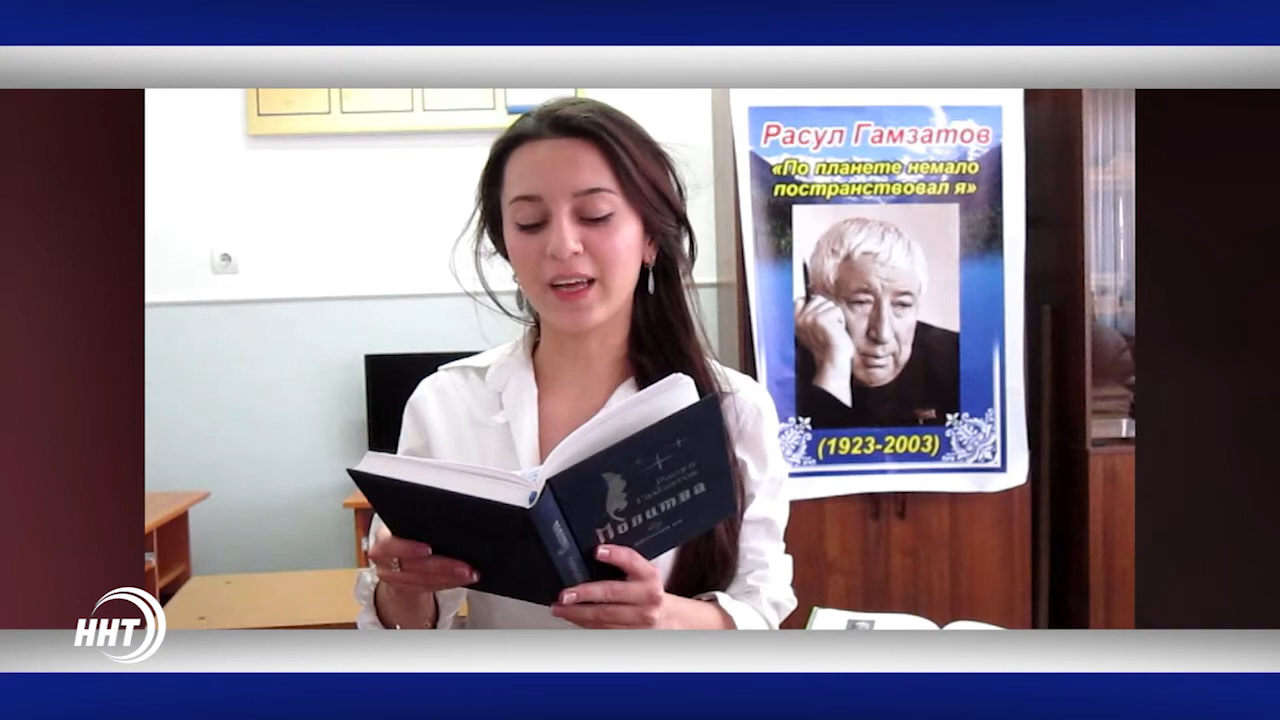 Расул Гамзатов
«По планете немало
постранствовал я»
(1923-2003)
Расул
Гамзатов
Молитва
ННТ